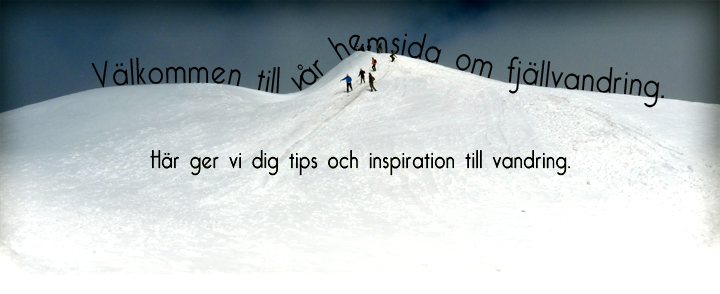 Välkommen till vår hemsida om fjällvandring.
Här ger vi dig tips och inspiration till vandring.